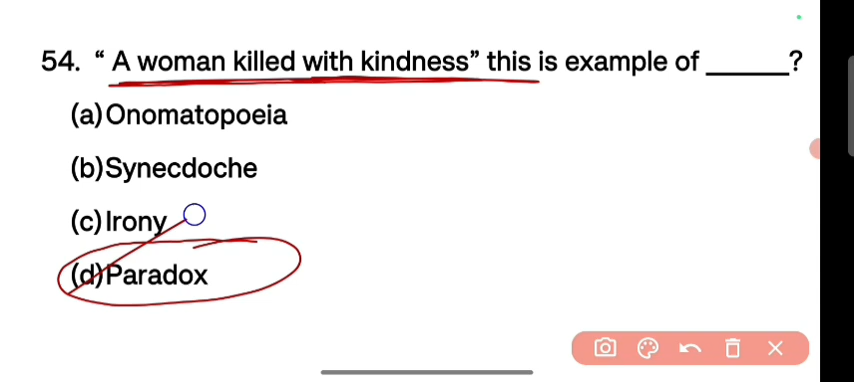 54. “ A woman killed with kindness” this is example of ______?
(a)Onomatopoeia
(b)Synecdoche
(c)Irony
(d)Paradox